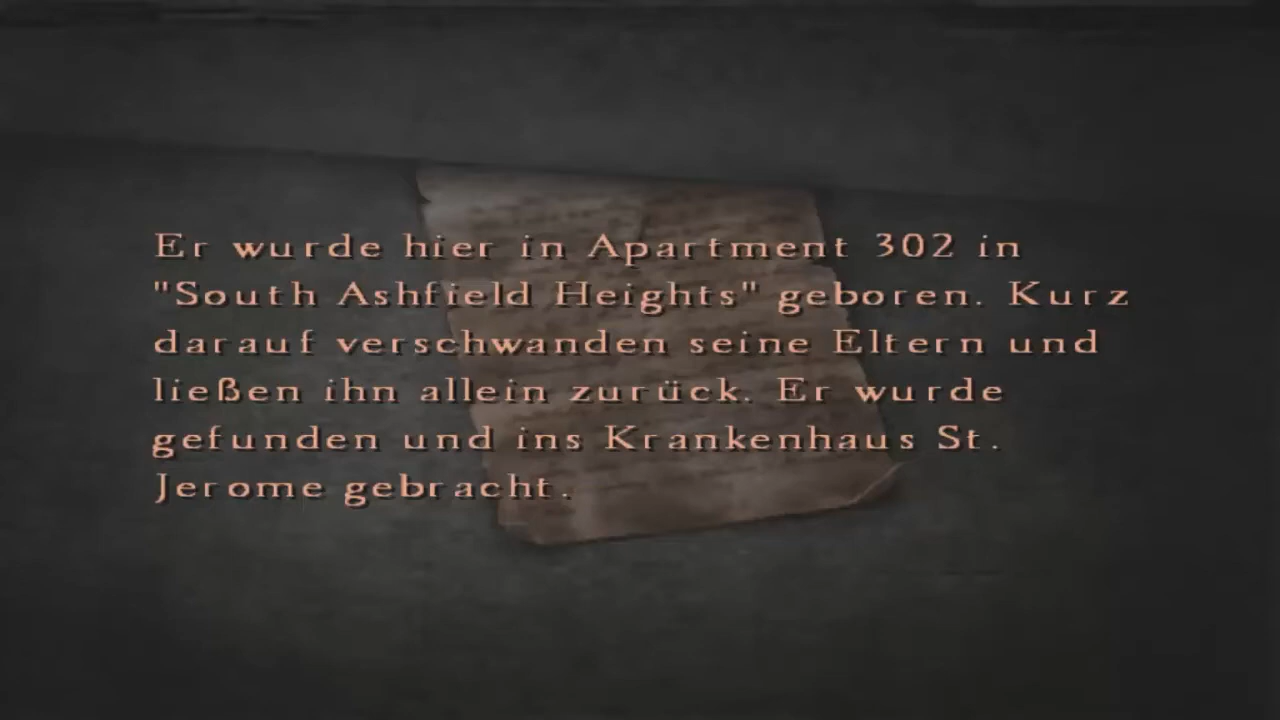 Er wurde hier in Apartment 302 in
"South Ashfield Heights" geboren. Kurz
darauf verschwanden seine Eltern und
ließen ihn allein zurück. Er wurde
gefunden und ins Krankenhaus St.
Jerome gebracht.